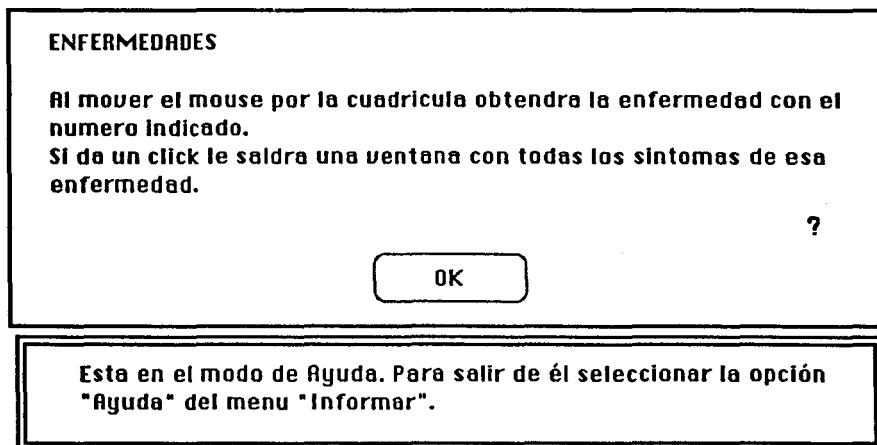 ENFERMEDADES
Al mover el mouse por la cuadricula obtendra la enfermedad con el
numero indicado.
Si da un click le saldra una ventana con todas los sintomas de esa
enfermedad.
?
OK
Esta en el modo de Ayuda. Para salir de él seleccionar la opción
"Ayuda" del menu "Informar".